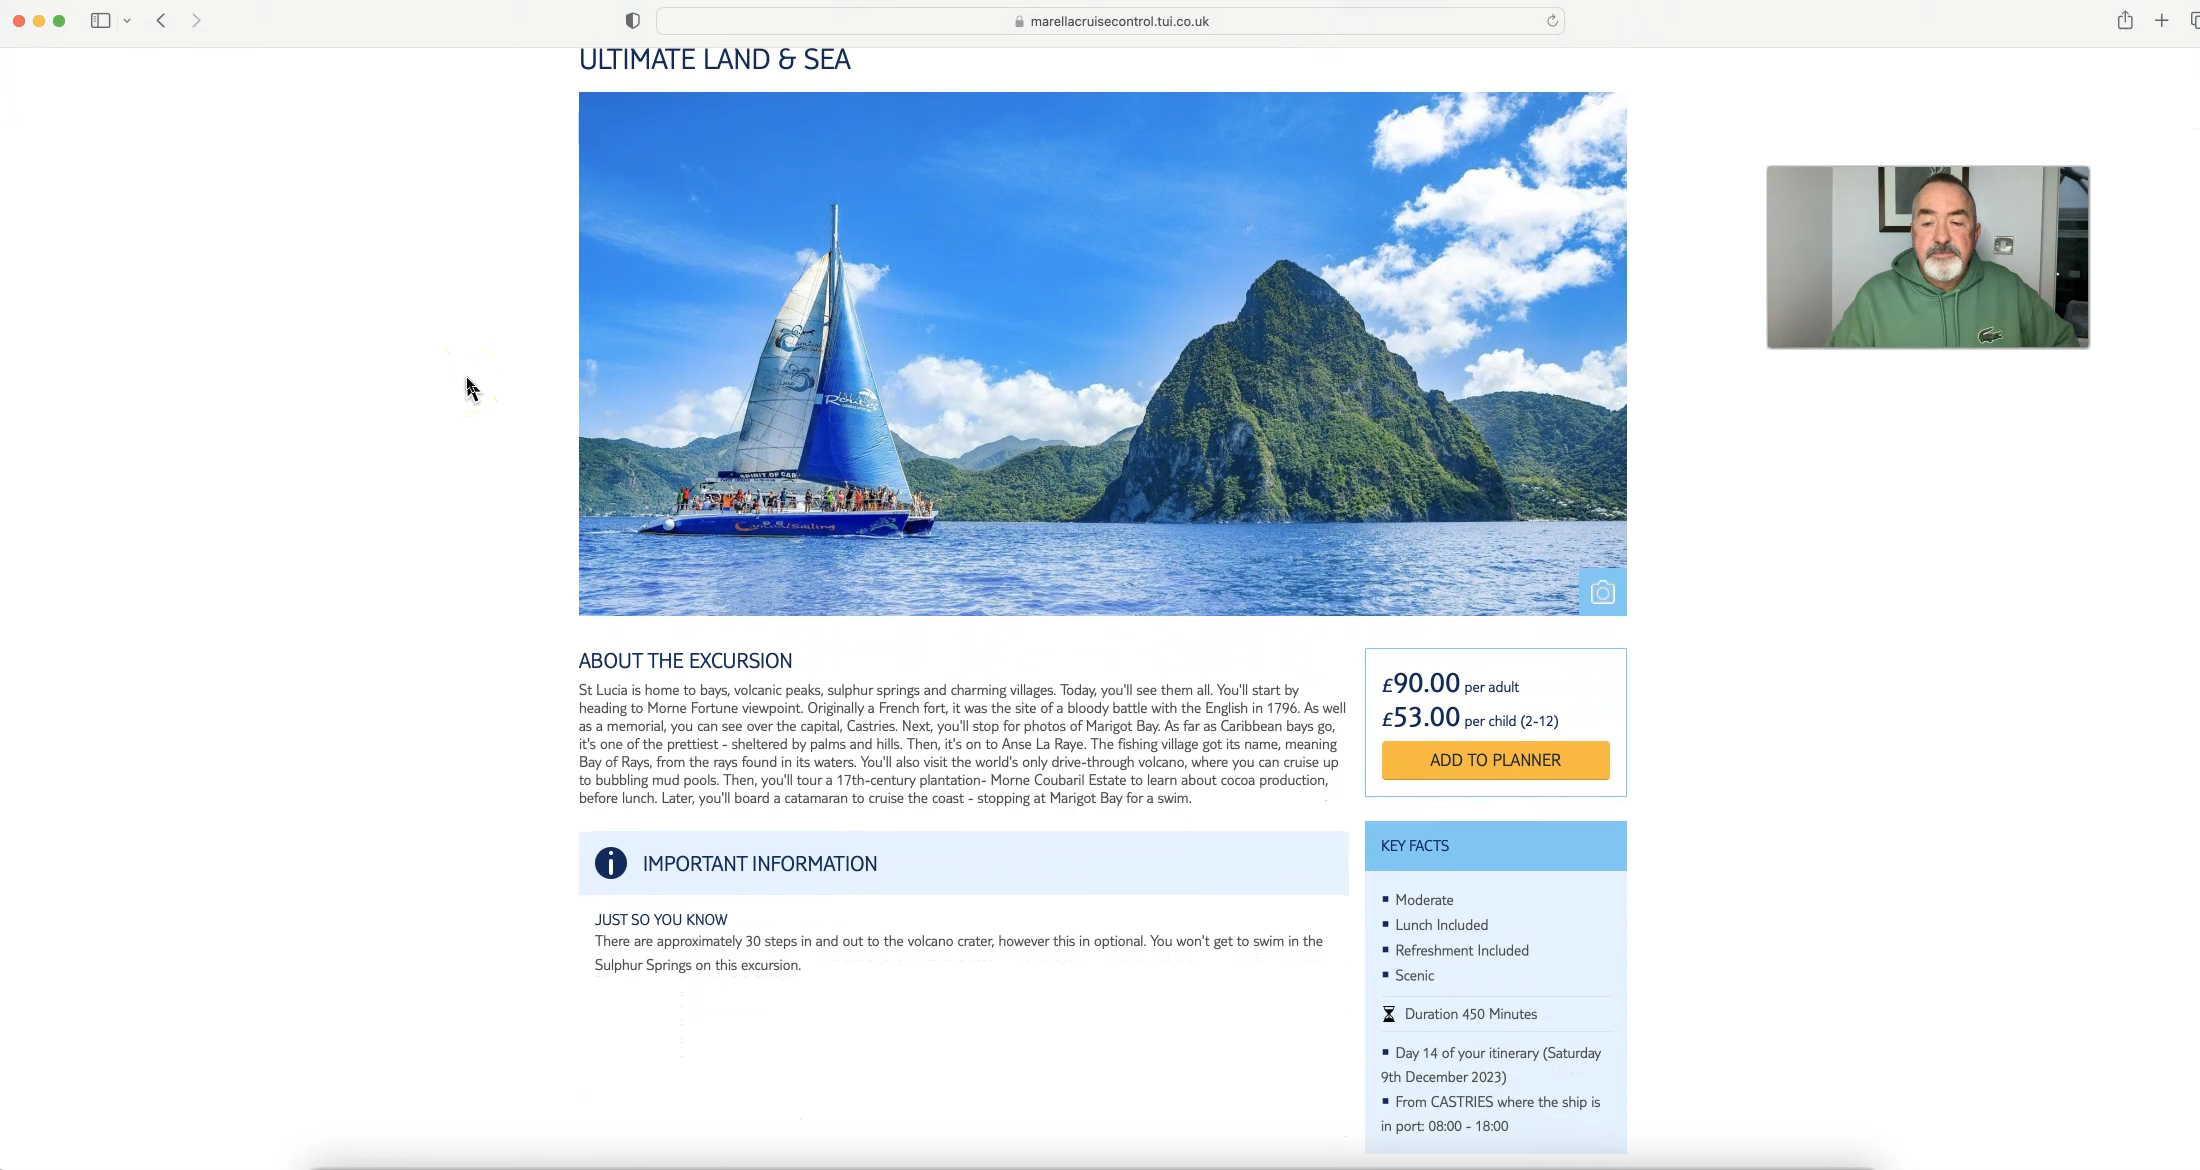 marellacruisecontrol.tui.co.uk
ULTIMATE LAND & SEA
SPIRIT OF CAR
ABOUT THE EXCURSION
St Lucia is home to bays, volcanic peaks, sulphur springs and charming villages. Today, you'll see them all. You'll start by
heading to Morne Fortune viewpoint. Originally a French fort, it was the site of a bloody battle with the English in 1796. As well
as a memorial, you can see over the capital, Castries. Next, you'll stop for photos of Marigot Bay. As far as Caribbean bays go,
it's one of the prettiest - sheltered by palms and hills. Then, it's on to Anse La Raye. The fishing village got its name, meaning
Bay of Rays, from the rays found in its waters. You'll also visit the world's only drive-through volcano, where you can cruise up
to bubbling mud pools. Then, you'll tour a 17th-century plantation- Morne Coubaril Estate to learn about cocoa production,
before lunch. Later, you'll board a catamaran to cruise the coast - stopping at Marigot Bay for a swim.
IMPORTANT INFORMATION
JUST SO YOU KNOW
There are approximately 30 steps in and out to the volcano crater, however this in optional. You won't get to swim in the
Sulphur Springs on this excursion.
£90.00 per adult
£53.00 per child (2-12)
ADD TO PLANNER
KEY FACTS
Moderate
Lunch Included
Refreshment Included
Scenic
Duration 450 Minutes
Day 14 of your itinerary (Saturday
9th December 2023)
From CASTRIES where the ship is
in port: 08:00 - 18:00